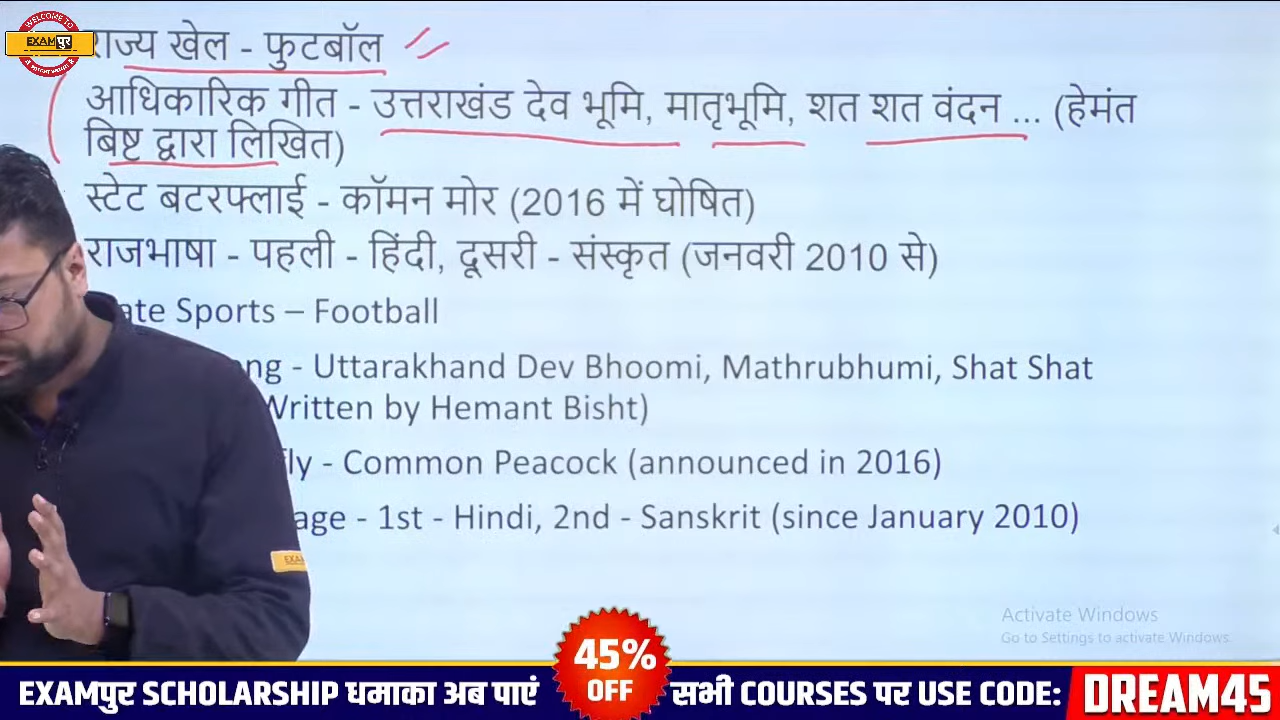 WELCOME TO
EXAMपुर
राज्य खेल - फुटबॉल
आधिकारिक गीत - उत्तराखंड देव भूमि, मातृभूमि, शत शत वंदन ... (हेमंत
बिष्ट द्वारा लिखित)
स्टेट बटरफ्लाई - कॉमन मोर (2016 में घोषित)
राजभाषा - पहली - हिंदी, दूसरी - संस्कृत (जनवरी 2010 से)
ate Sports – Football
ng - Uttarakhand Dev Bhoomi, Mathrubhumi, Shat Shat
Written by Hemant Bisht)
fly - Common Peacock (announced in 2016)
age - 1st - Hindi, 2nd - Sanskrit (since January 2010)
EXAM
Activate Windows
Go to Settings to activate Windows.
45%
OFF
EXAMपुर SCHOLARSHIP धमाका अब पाएं
सभी COURSES पर USE CODE:
DREAM45